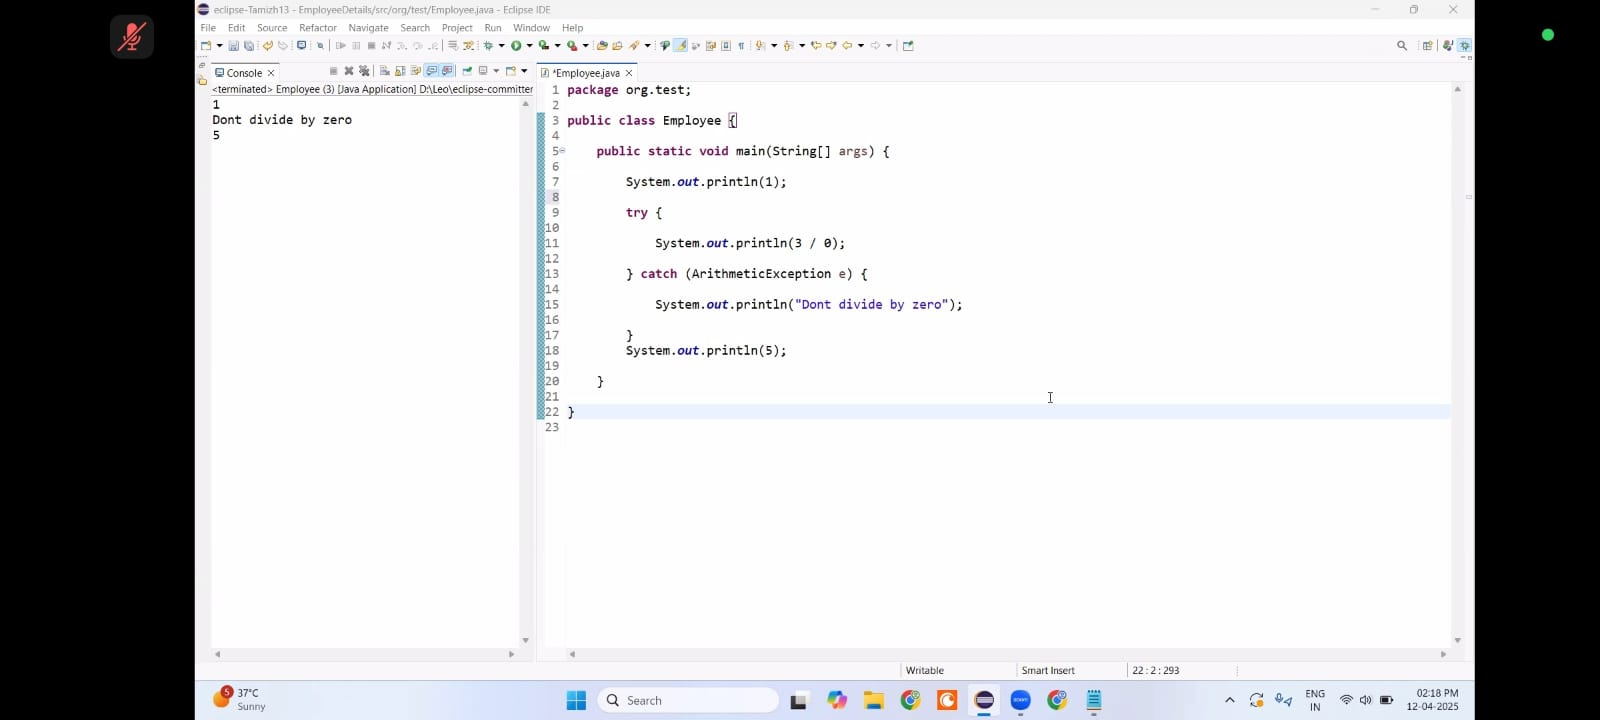 eclipse-Tamizh13 - EmployeeDetails/src/org/test/Employee.java - Eclipse IDE
File Edit Source Refactor Navigate Search Project Run Window Help
Console
<terminated> Employee (3) [Java Application] D:\Leo\eclipse-committer
1
Dont divide by zero
5
*Employee.java
1 package org.test;
2
3 public class Employee {
4
5 public static void main(String[] args) {
6
7 System.out.println(1);
8
9 try {
10
11 System.out.println(3 / 0);
12
13 } catch (ArithmeticException e) {
14
15 System.out.println("Dont divide by zero");
16
17 }
18 System.out.println(5);
19
20 }
21
22 }
23
Writable Smart Insert 22 : 2 : 293
5 37°C
Sunny
Search
ENG
IN
02:18 PM
12-04-2025